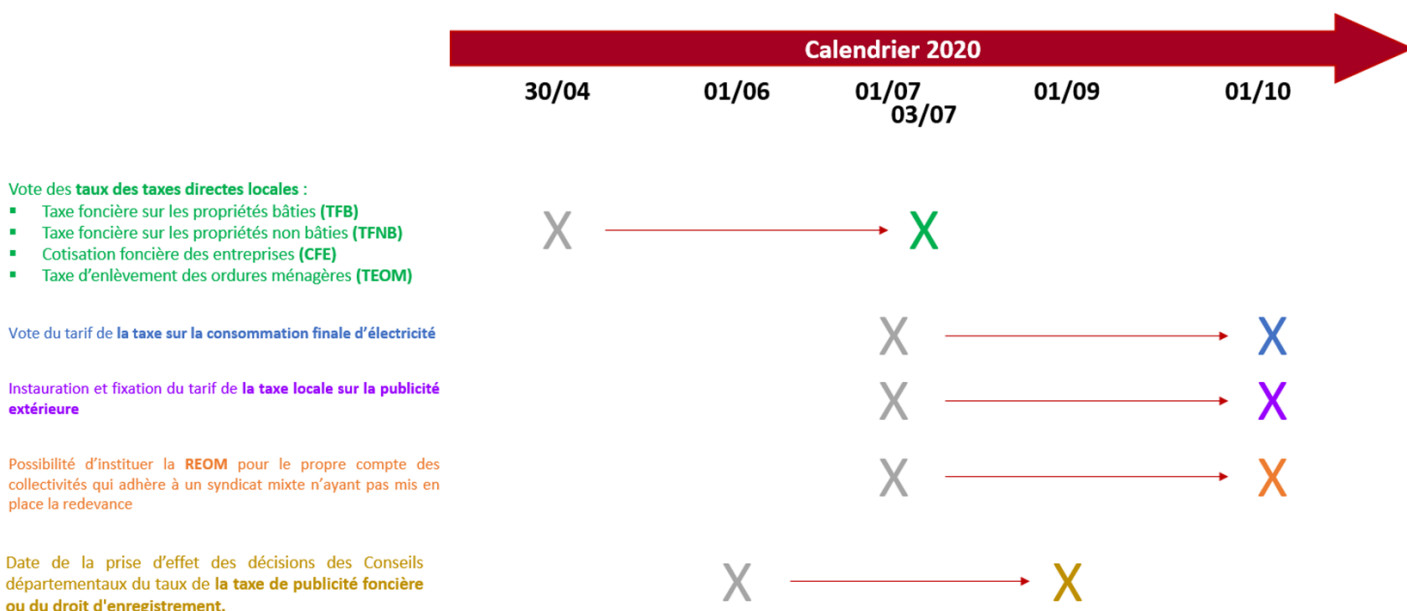 Calendrier 2020
30/04
01/06
01/07
03/07
01/09
01/10
Vote des taux des taxes directes locales :
▪ Taxe foncière sur les propriétés bâties (TFB)
▪ Taxe foncière sur les propriétés non bâties (TFNB)
▪ Cotisation foncière des entreprises (CFE)
▪ Taxe d'enlèvement des ordures ménagères (TEOM)
X X
Vote du tarif de la taxe sur la consommation finale d'électricité
X X
Instauration et fixation du tarif de la taxe locale sur la publicité
extérieure
X X
Possibilité d'instituer la REOM pour le propre compte des
collectivités qui adhère à un syndicat mixte n'ayant pas mis en
place la redevance
X X
Date de la prise d'effet des décisions des Conseils
départementaux du taux de la taxe de publicité foncière
ou du droit d'enregistrement.
X X